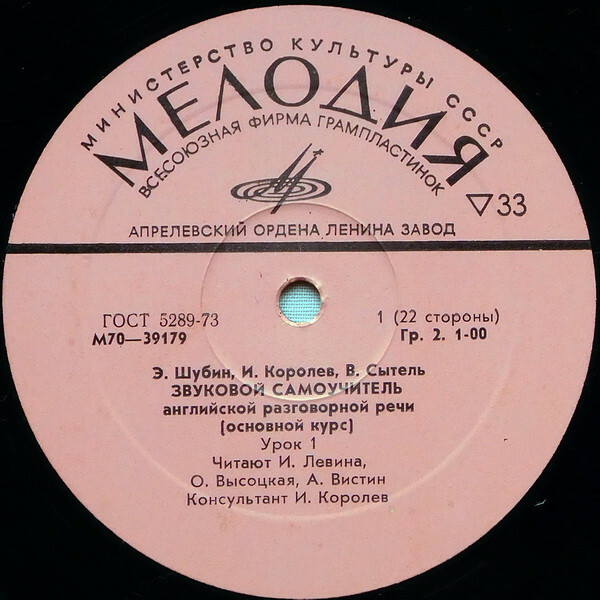 МИНИСТЕРСТВО КУЛЬТУРЫ СССР
МЕЛОДИЯ
ВСЕСОЮЗНАЯ ФИРМА ГРАМПЛАСТИНОК
33
АПРЕЛЕВСКИЙ ОРДЕНА ЛЕНИНА ЗАВОД
ГОСТ 5289-73
1 (22 стороны)
М70—39179
Гр. 2. 1-00
Э. Шубин, И. Королев, В. Сытель
ЗВУКОВОЙ САМОУЧИТЕЛЬ
английской разговорной речи
(основной курс)
Урок 1
Читают И. Левина,
О. Высоцкая, А. Вистин
Консультант И. Королев